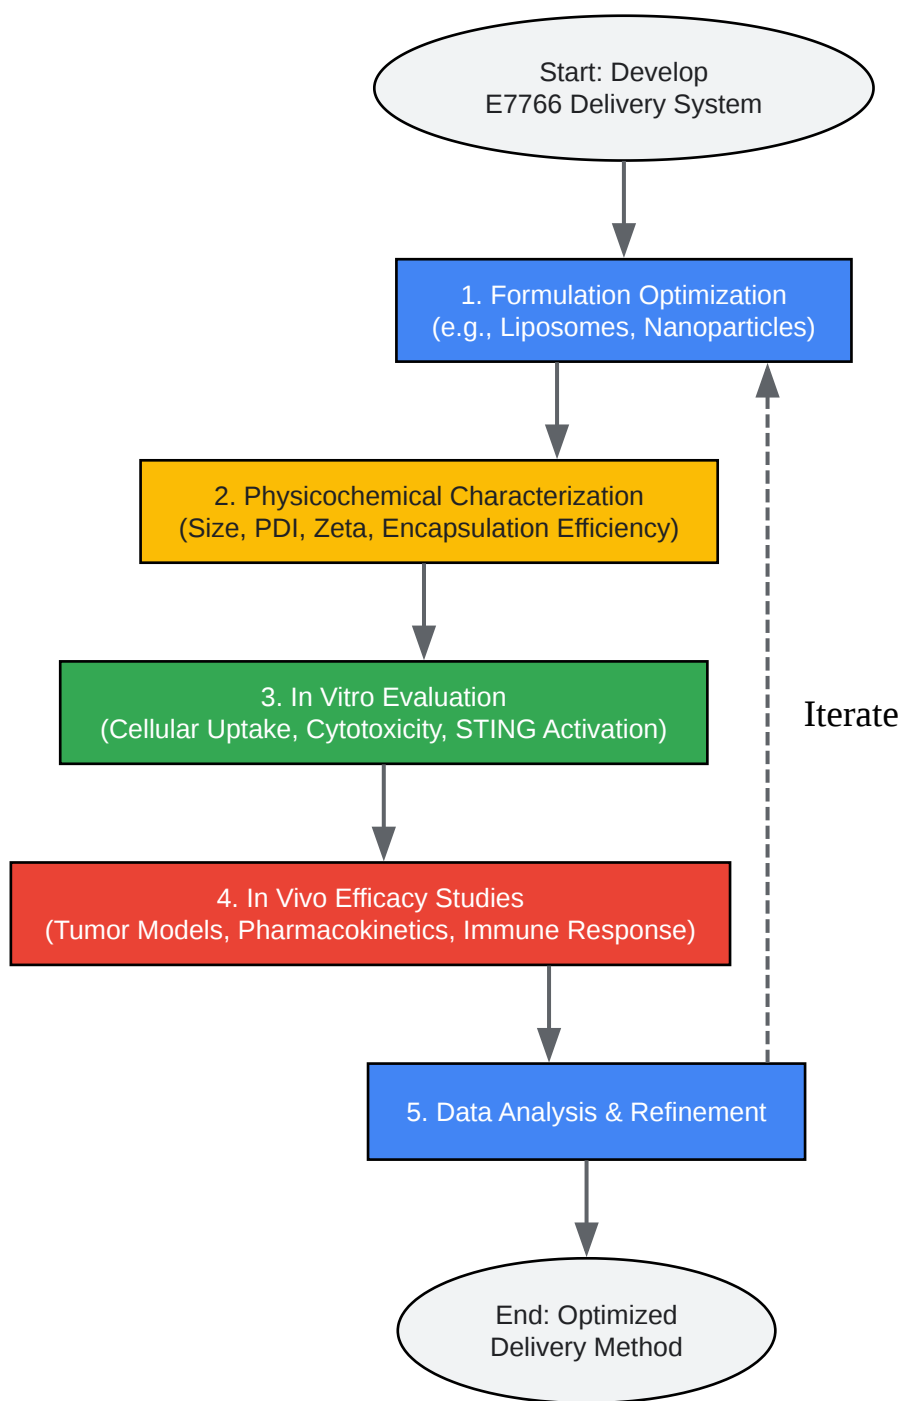 Start: Develop
E7766 Delivery System
1. Formulation Optimization
(e.g., Liposomes, Nanoparticles)
2. Physicochemical Characterization
(Size, PDI, Zeta, Encapsulation Efficiency)
3. In Vitro Evaluation
(Cellular Uptake, Cytotoxicity, STING Activation)
Iterate
4. In Vivo Efficacy Studies
(Tumor Models, Pharmacokinetics, Immune Response)
5. Data Analysis & Refinement
End: Optimized
Delivery Method